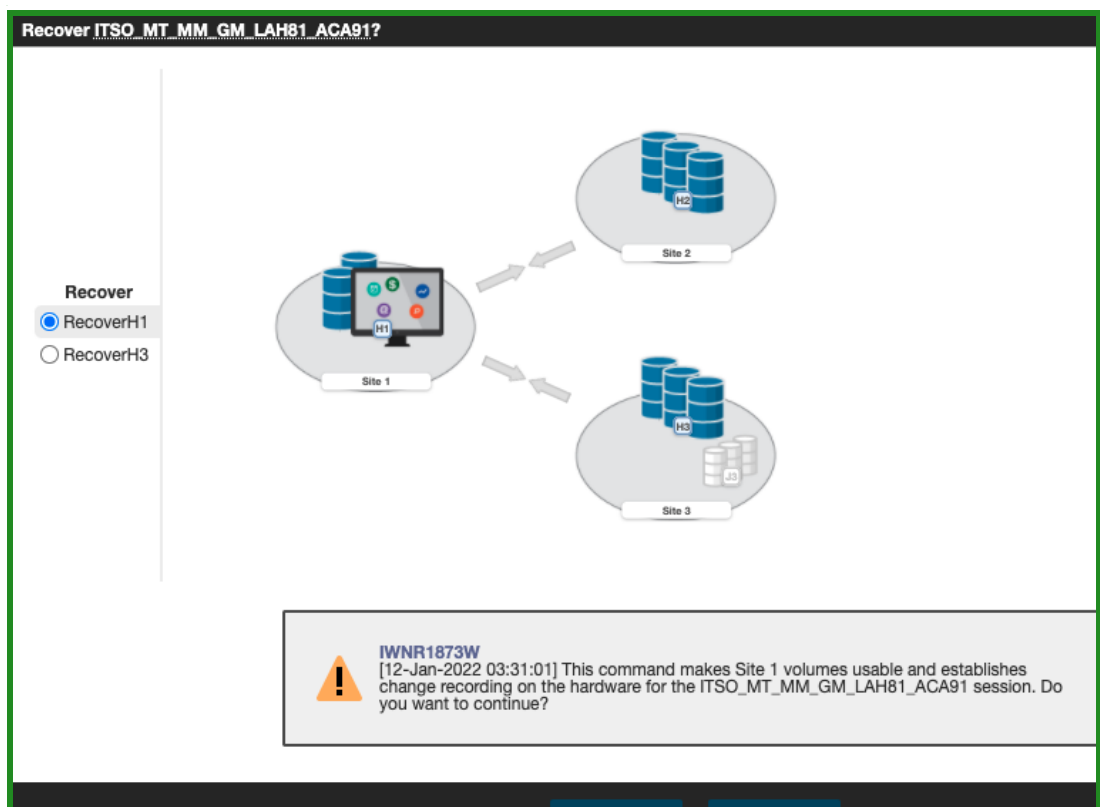 Recover ITSO_MT_MM_GM_LAH81_ACA91?
H2
Site 2
Recover
RecoverH1
RecoverH3
H1
Site 1
H3
J3
Site 3
IWNR1873W
[12-Jan-2022 03:31:01] This command makes Site 1 volumes usable and establishes
change recording on the hardware for the ITSO_MT_MM_GM_LAH81_ACA91 session. Do
you want to continue?